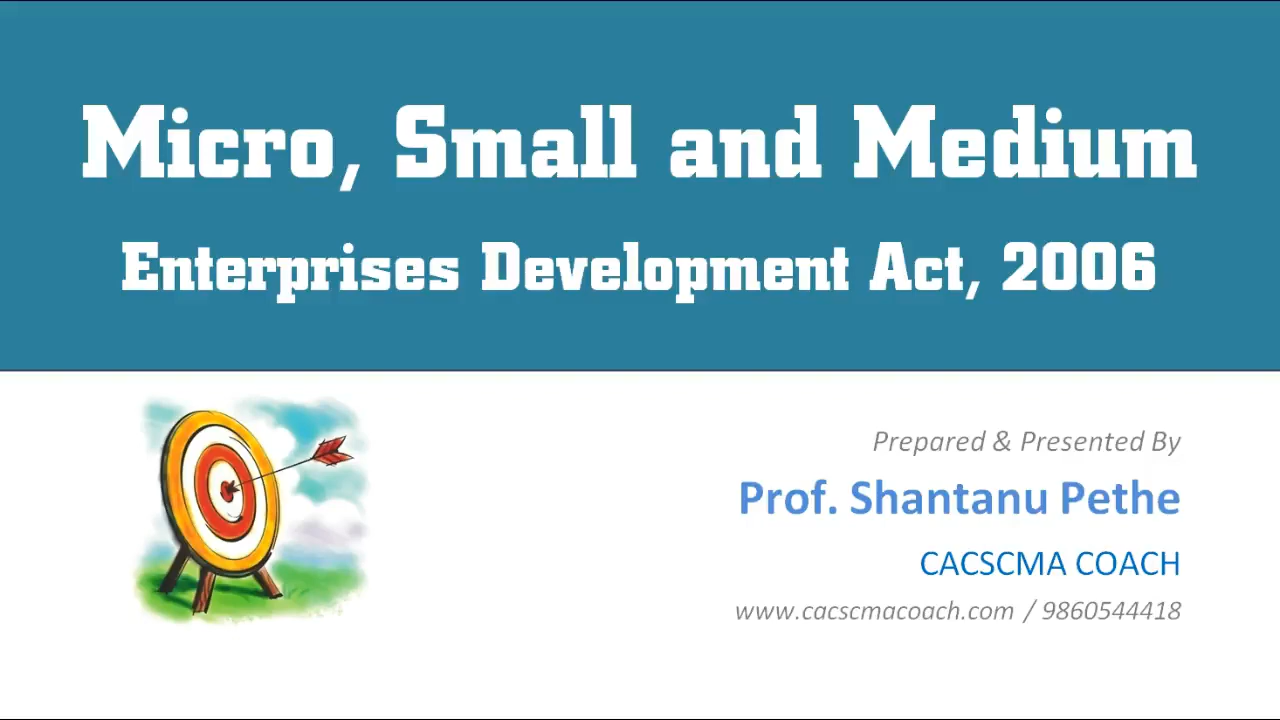 Micro, Small and Medium
Enterprises Development Act, 2006
Prepared & Presented By
Prof. Shantanu Pethe
CACSCMA COACH
www.cacscmacoach.com / 9860544418